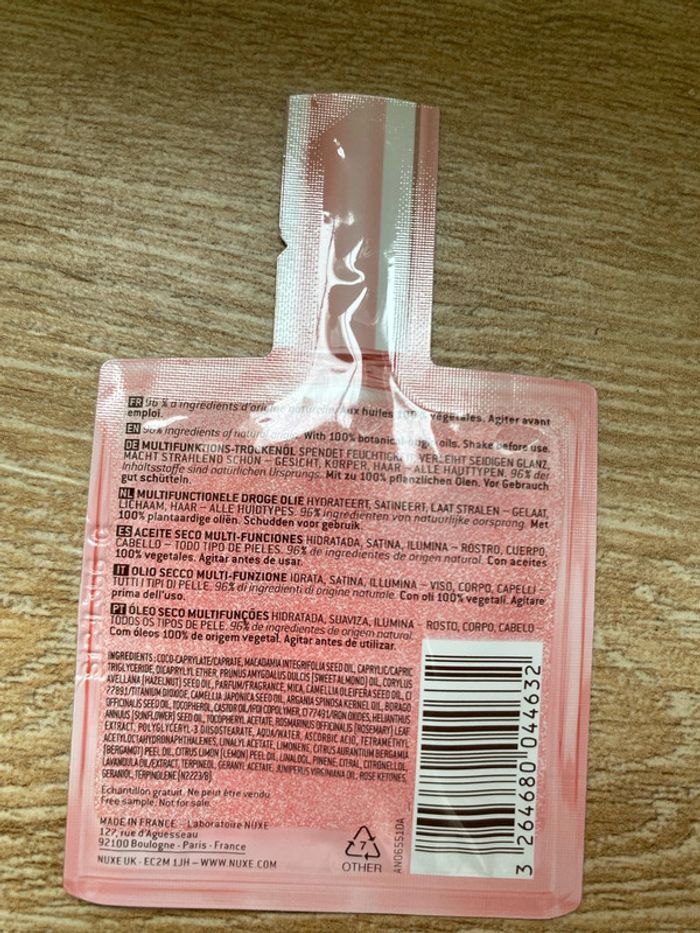 FR 96 % d'ingrédients d'origine naturelle. Aux huiles 100 % végétales. Agiter avant
emploi.
EN 96% ingredients of natural origin. With 100% botanical-origin oils. Shake before use.
DE MULTIFUNKTIONS-TROCKENÖL SPENDET FEUCHTIGKEIT, VERLEIHT SEIDIGEN GLANZ,
MACHT STRAHLEND SCHÖN – GESICHT, KÖRPER, HAAR – ALLE HAUTTYPEN. 96% der
Inhaltsstoffe sind natürlichen Ursprungs. Mit zu 100% pflanzlichen Ölen. Vor Gebrauch
gut schütteln.
NL MULTIFUNCTIONELE DROGE OLIE HYDRATEERT, SATINEERT, LAAT STRALEN – GELAAT,
LICHAAM, HAAR – ALLE HUIDTYPES. 96% ingrediënten van natuurlijke oorsprong. Met
100% plantaardige oliën. Schudden voor gebruik.
ES ACEITE SECO MULTI-FUNCIONES HIDRATADA, SATINA, ILUMINA – ROSTRO, CUERPO,
CABELLO – TODO TIPO DE PIELES. 96% de ingredientes de origen natural. Con aceites
100% vegetales. Agitar antes de usar.
IT OLIO SECCO MULTI-FUNZIONE IDRATA, SATINA, ILLUMINA – VISO, CORPO, CAPELLI –
TUTTI I TIPI DI PELLE. 96% di ingredienti di origine naturale. Con oli 100% vegetali. Agitare
prima dell'uso.
PT ÓLEO SECO MULTIFUNÇÕES HIDRATADA, SUAVIZA, ILUMINA – ROSTO, CORPO, CABELO –
TODOS OS TIPOS DE PELE. 96% de ingredientes de origem natural.
Com óleos 100% de origem vegetal. Agitar antes de utilizar.
INGREDIENTS : COCO-CAPRYLATE/CAPRATE, MACADAMIA INTEGRIFOLIA SEED OIL, CAPRYLIC/CAPRIC
TRIGLYCERIDE, DICAPRYLYL ETHER, PRUNUS AMYGDALUS DULCIS (SWEET ALMOND) OIL, CORYLUS
AVELLANA (HAZELNUT) SEED OIL, PARFUM/FRAGRANCE, MICA, CAMELLIA OLEIFERA SEED OIL, CI
77891/TITANIUM DIOXIDE, CAMELLIA JAPONICA SEED OIL, ARGANIA SPINOSA KERNEL OIL, BORAGO
OFFICINALIS SEED OIL, TOCOPHEROL, CASTOR OIL/IPDI COPOLYMER, CI 77491/IRON OXIDES, HELIANTHUS
ANNUUS (SUNFLOWER) SEED OIL, TOCOPHERYL ACETATE, ROSMARINUS OFFICINALIS (ROSEMARY) LEAF
EXTRACT, POLYGLYCERYL-3 DIISOSTEARATE, AQUA/WATER, ASCORBIC ACID, TETRAMETHYL
ACETYLOCTAHYDRONAPHTHALENES, LINALYL ACETATE, LIMONENE, CITRUS AURANTIUM BERGAMIA
(BERGAMOT) PEEL OIL, CITRUS LIMON (LEMON) PEEL OIL, LINALOOL, PINENE, CITRAL, CITRONELLOL,
LAVANDULA OIL/EXTRACT, TERPINEOL, GERANYL ACETATE, JUNIPERUS VIRGINIANA OIL, ROSE KETONES,
GERANIOL, TERPINOLENE (N2223/B).
Échantillon gratuit. Ne peut être vendu
Free sample. Not for sale.
MADE IN FRANCE – Laboratoire NUXE
127, rue d'Aguesseau
92100 Boulogne - Paris - France
NUXE UK - EC2M 1JH – WWW.NUXE.COM
7
OTHER
AN06551OA
3 264680 044632